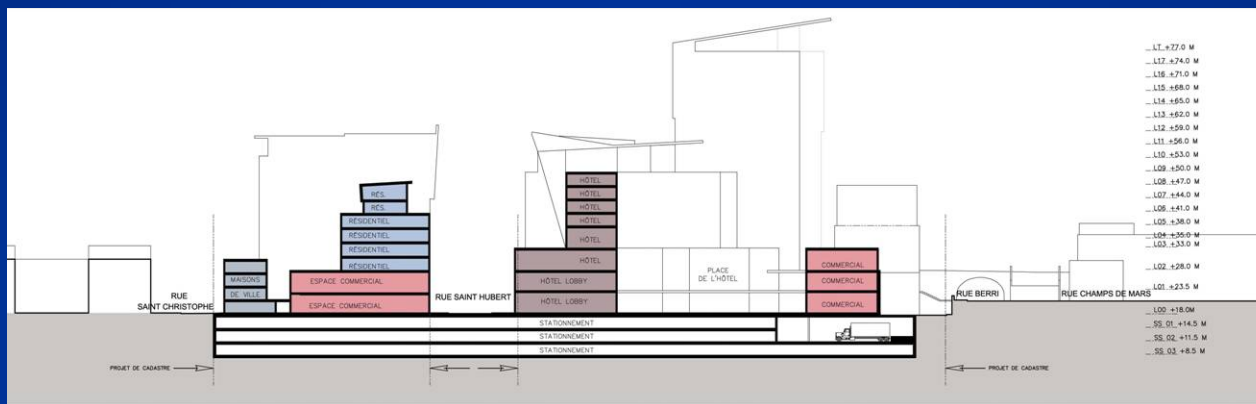 LT +77.0 M
L17 +74.0 M
L16 +71.0 M
L15 +68.0 M
L14 +65.0 M
L13 +62.0 M
L12 +59.0 M
L11 +56.0 M
L10 +53.0 M
L09 +50.0 M
L08 +47.0 M
L07 +44.0 M
L06 +41.0 M
L05 +38.0 M
L04 +35.0 M
L03 +33.0 M
L02 +28.0 M
L01 +23.5 M
L00 +18.0M
SS 01 +14.5 M
SS 02 +11.5 M
SS 03 +8.5 M
RUE
SAINT CHRISTOPHE
MAISONS
DE VILLE
RÉS.
RÉS.
RÉSIDENTIEL
RÉSIDENTIEL
RÉSIDENTIEL
RÉSIDENTIEL
ESPACE COMMERCIAL
ESPACE COMMERCIAL
RUE SAINT HUBERT
HÔTEL
HÔTEL
HÔTEL
HÔTEL
HÔTEL
HÔTEL
HÔTEL LOBBY
HÔTEL LOBBY
PLACE
DE L'HÔTEL
COMMERCIAL
COMMERCIAL
COMMERCIAL
RUE BERRI
RUE CHAMPS DE MARS
STATIONNEMENT
STATIONNEMENT
STATIONNEMENT
PROJET DE CADASTRE
PROJET DE CADASTRE